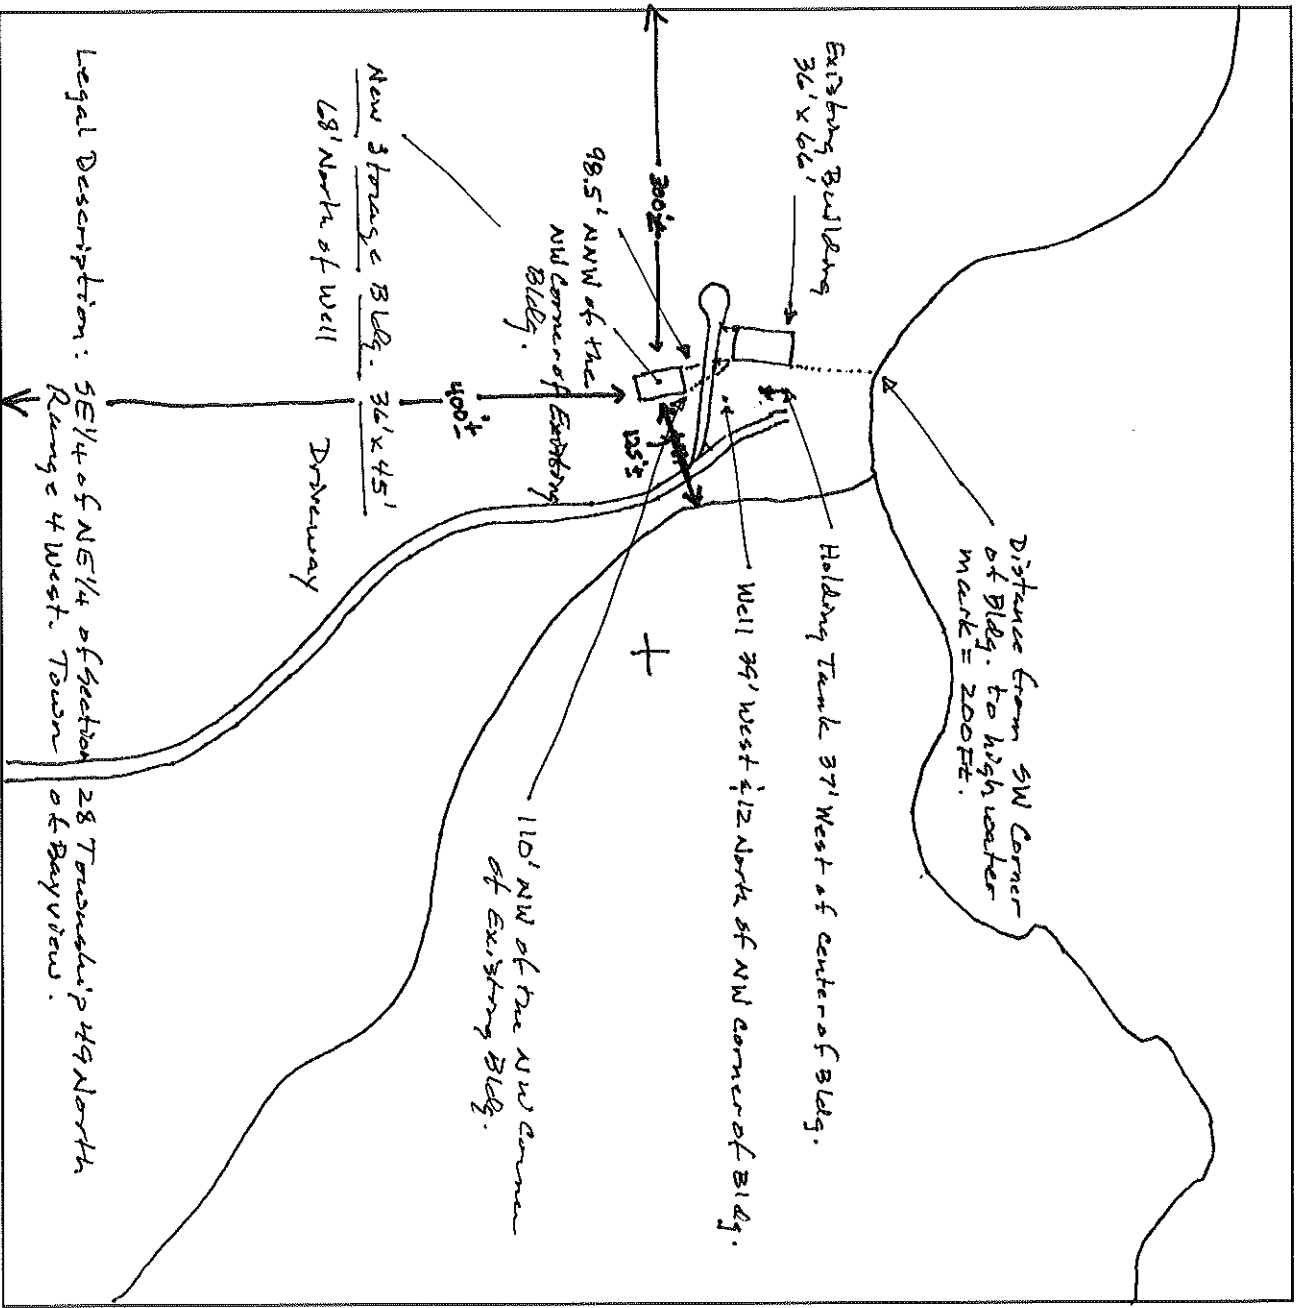 Distance from SW Corner
of Bldg. to high water
mark = 200 Ft.
Existing Building
36' x 66'
Holding Tank 37' West of center of Bldg.
Well 39' West & 12 North of NW Corner of Bldg.
300'±
98.5' NNW of the
NW Corner of Existing
Bldg.
125'±
110' NW of the NW Corner
of Existing Bldg.
400'±
New Storage Bldg. 36' x 45'
68' North of Well
Driveway
Legal Description: SE1/4 of NE1/4 of Section 28 Township 49 North
Range 4 West. Town of Bayview.